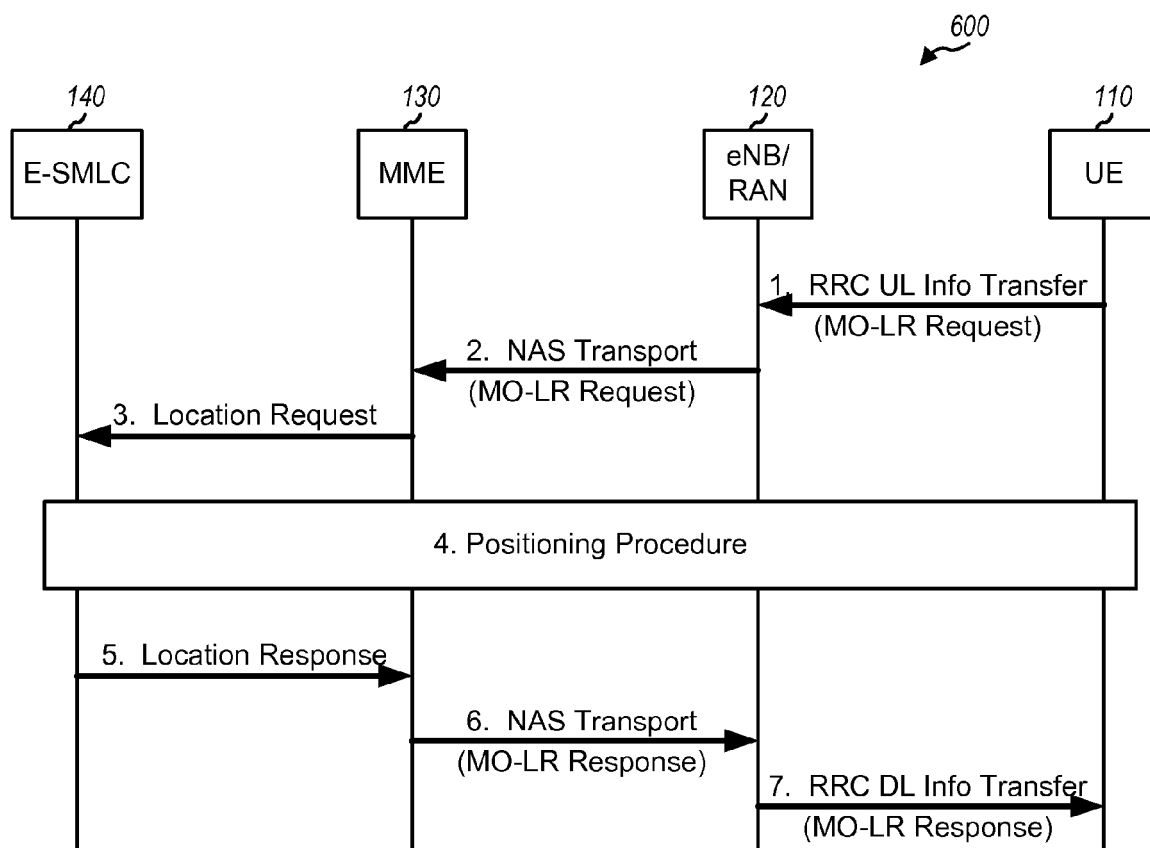 600
140
130
120
110
E-SMLC
MME
eNB/
RAN
UE
1. RRC UL Info Transfer
(MO-LR Request)
2. NAS Transport
(MO-LR Request)
3. Location Request
4. Positioning Procedure
5. Location Response
6. NAS Transport
(MO-LR Response)
7. RRC DL Info Transfer
(MO-LR Response)